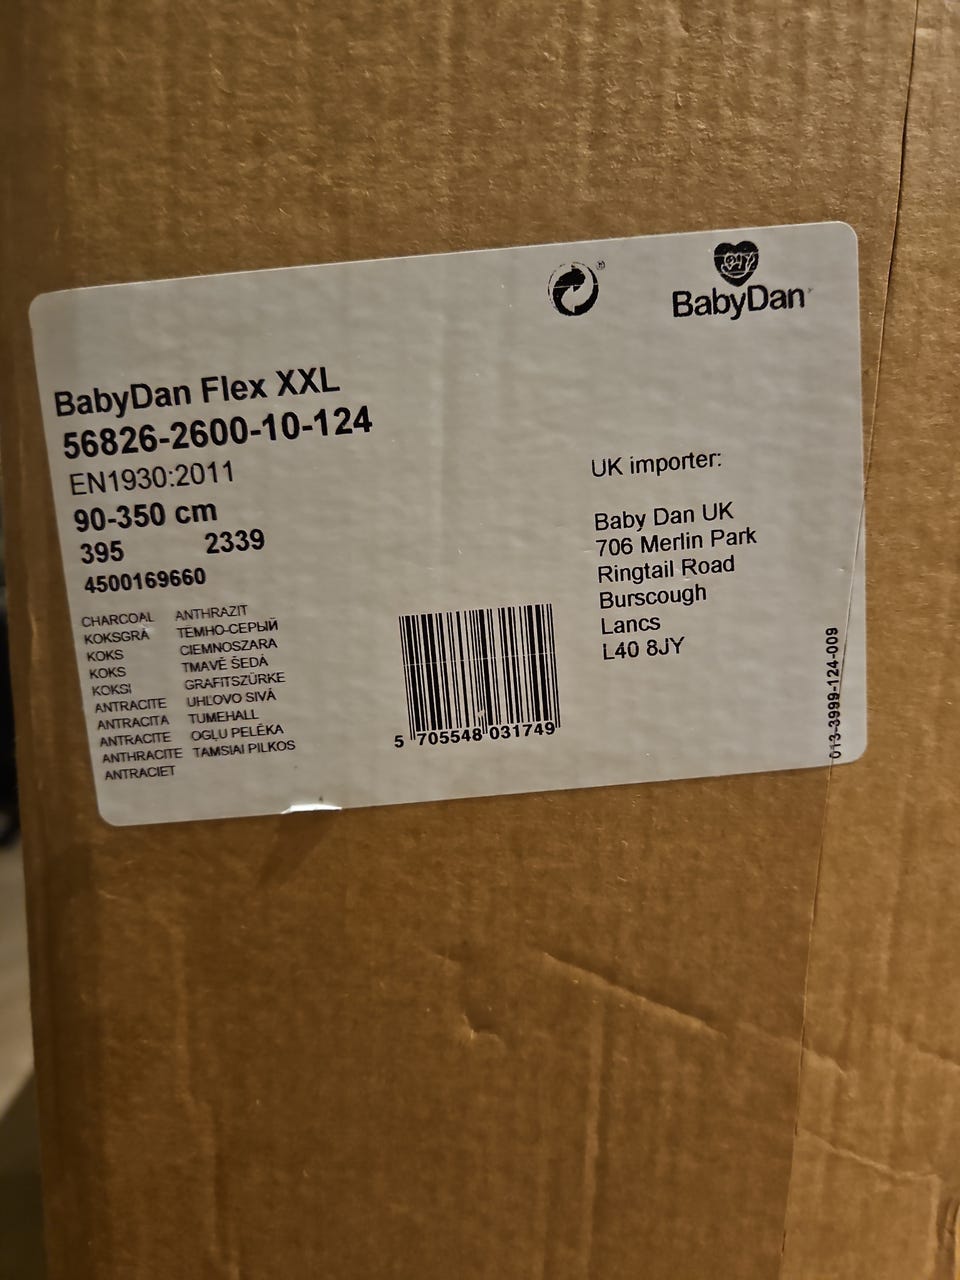 ®
BabyDan
BabyDan Flex XXL
56826-2600-10-124
EN1930:2011
90-350 cm
395 2339
4500169660
CHARCOAL ANTHRAZIT
KOKSGRÅ ТЕМНО-СЕРЫЙ
KOKS CIEMNOSZARA
KOKS TMAVĚ ŠEDÁ
KOKSI GRAFITSZÜRKE
ANTRACITE UHĽOVO SIVÁ
ANTRACITA TUMEHALL
ANTRACITE OGĻU PELĒKA
ANTHRACITE TAMSIAI PILKOS
ANTRACIET
5 705548 031749
UK importer:
Baby Dan UK
706 Merlin Park
Ringtail Road
Burscough
Lancs
L40 8JY
013-3999-124-009